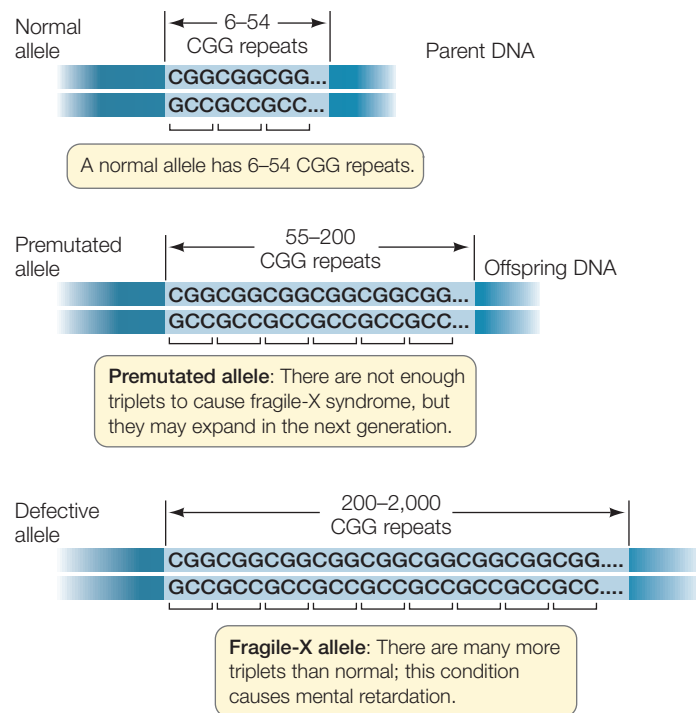 6–54
Normal
allele
CGG repeats
Parent DNA
CGGCGGCGG...
GCCGCCGCC...
A normal allele has 6–54 CGG repeats.
Premutated
allele
55–200
CGG repeats
Offspring DNA
CGGCGGCGGCGGCGGCGG...
GCCGCCGCCGCCGCCGCC...
Premutated allele: There are not enough
triplets to cause fragile-X syndrome, but
they may expand in the next generation.
Defective
allele
200–2,000
CGG repeats
CGGCGGCGGCGGCGGCGGCGGCGGCGG....
GCCGCCGCCGCCGCCGCCGCCGCCGCC....
Fragile-X allele: There are many more
triplets than normal; this condition
causes mental retardation.